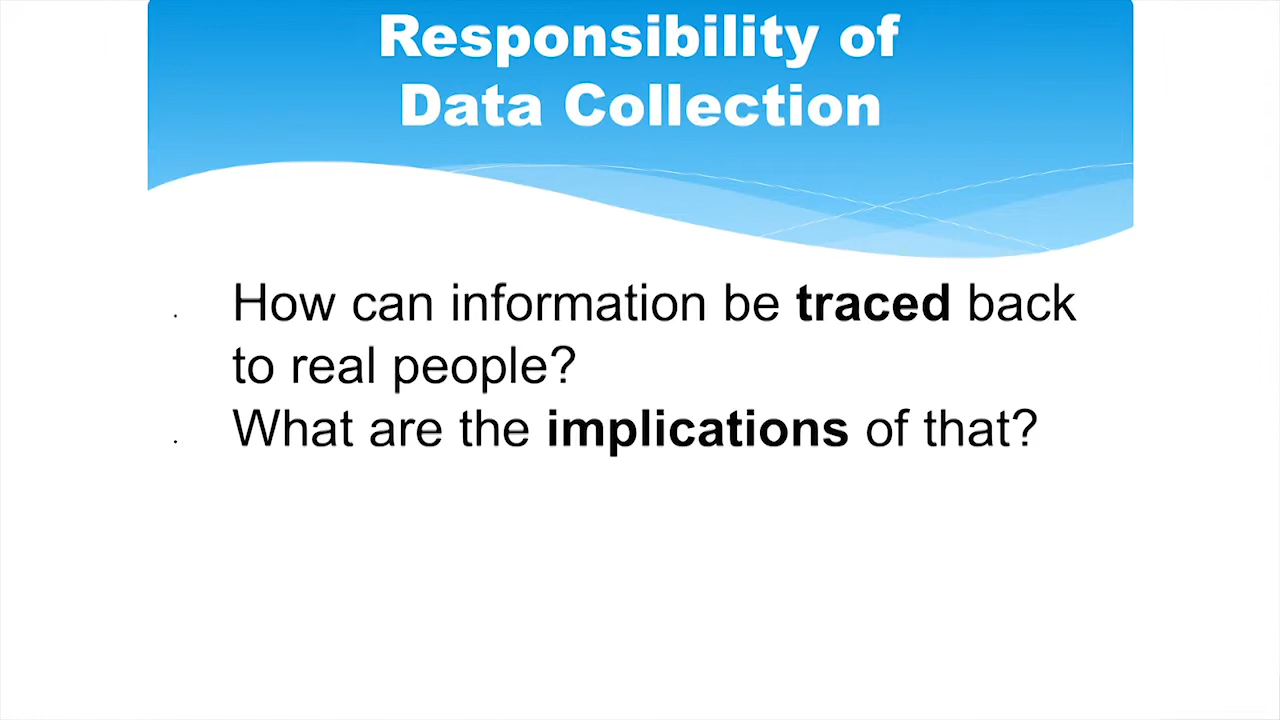 Responsibility of
Data Collection
How can information be traced back
to real people?
What are the implications of that?